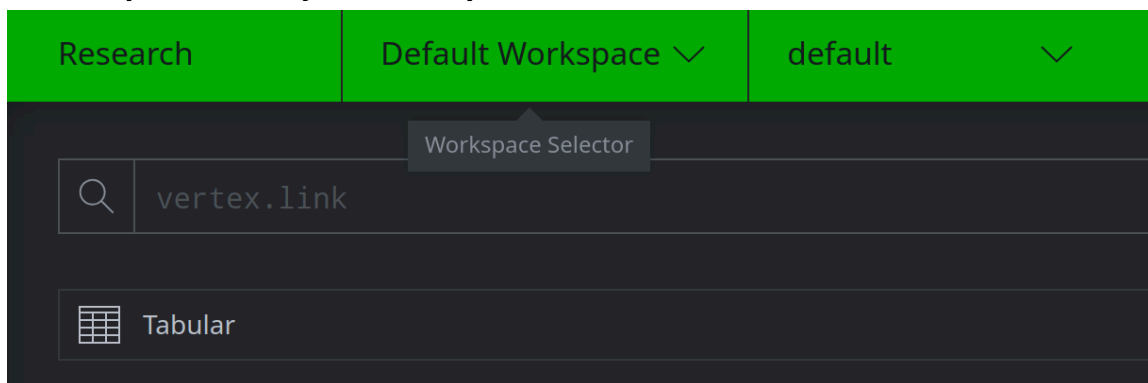 Research Default Workspace default
Workspace Selector
vertex.link
Tabular